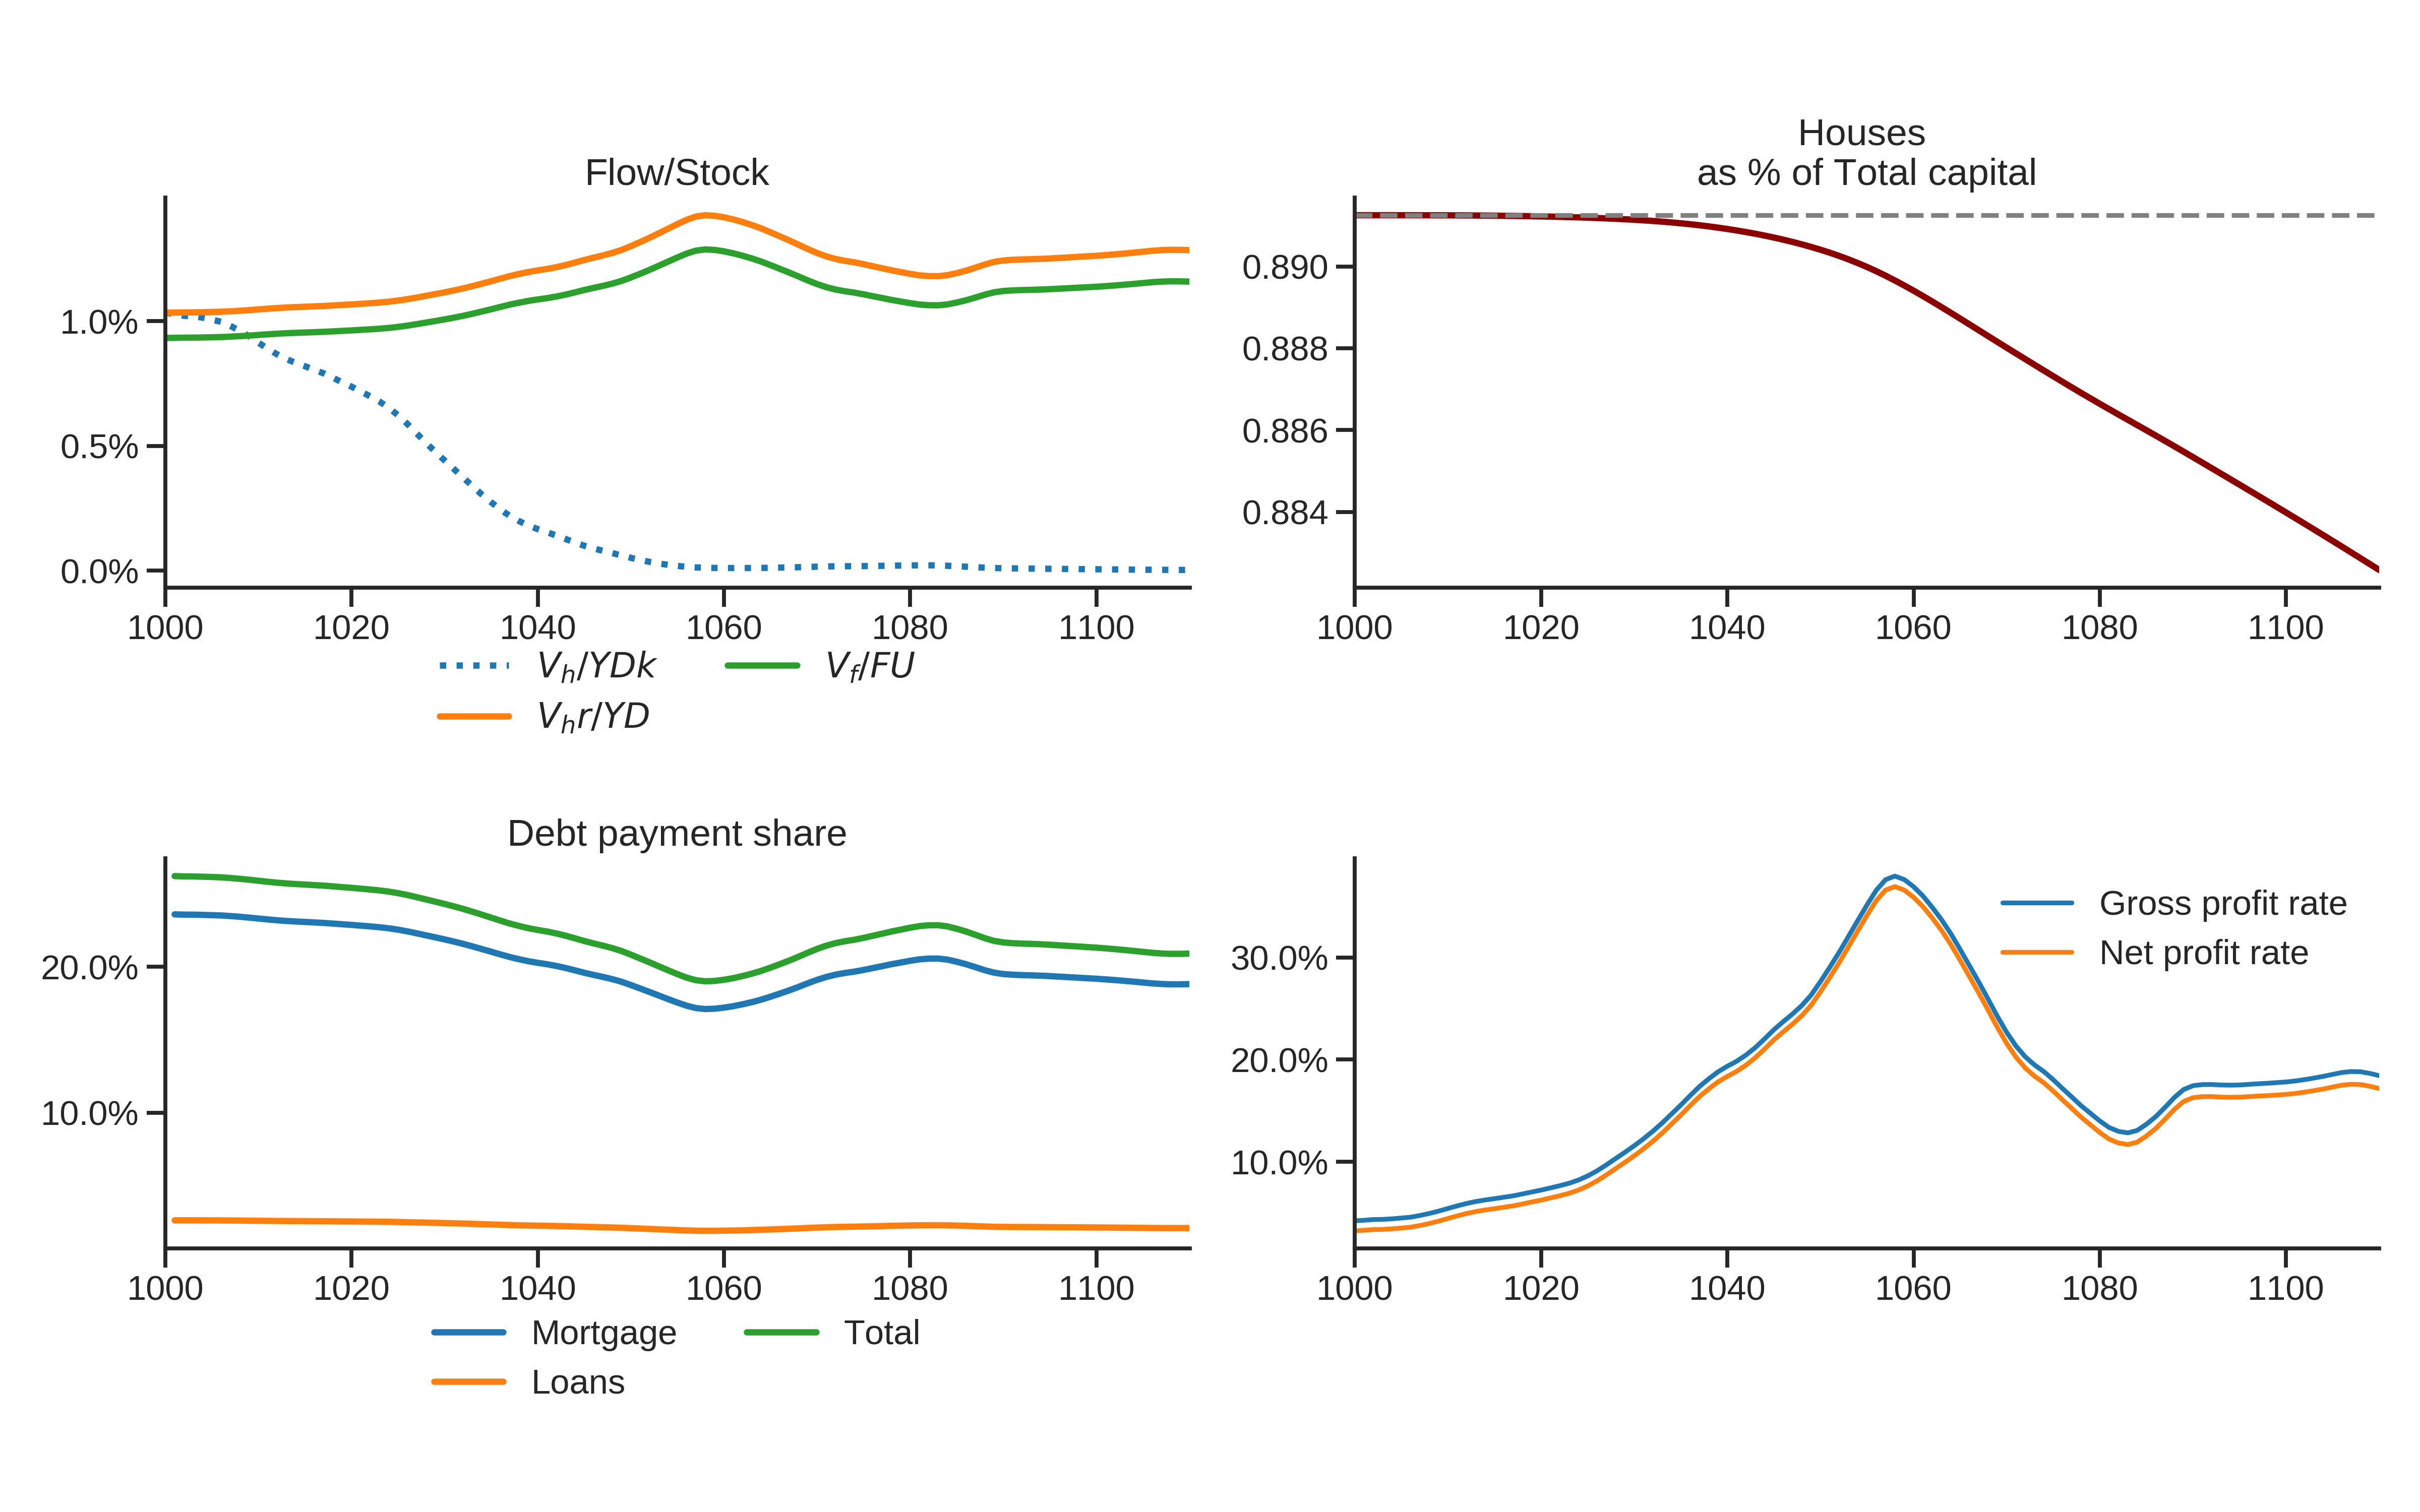 Flow/Stock
1.0%
0.5%
0.0%
1000 1020 1040 1060 1080 1100
V_h/YDk V_f/FU
V_hr/YD
Houses
as % of Total capital
0.890
0.888
0.886
0.884
1000 1020 1040 1060 1080 1100
Debt payment share
20.0%
10.0%
1000 1020 1040 1060 1080 1100
Mortgage Total
Loans
Gross profit rate
Net profit rate
30.0%
20.0%
10.0%
1000 1020 1040 1060 1080 1100